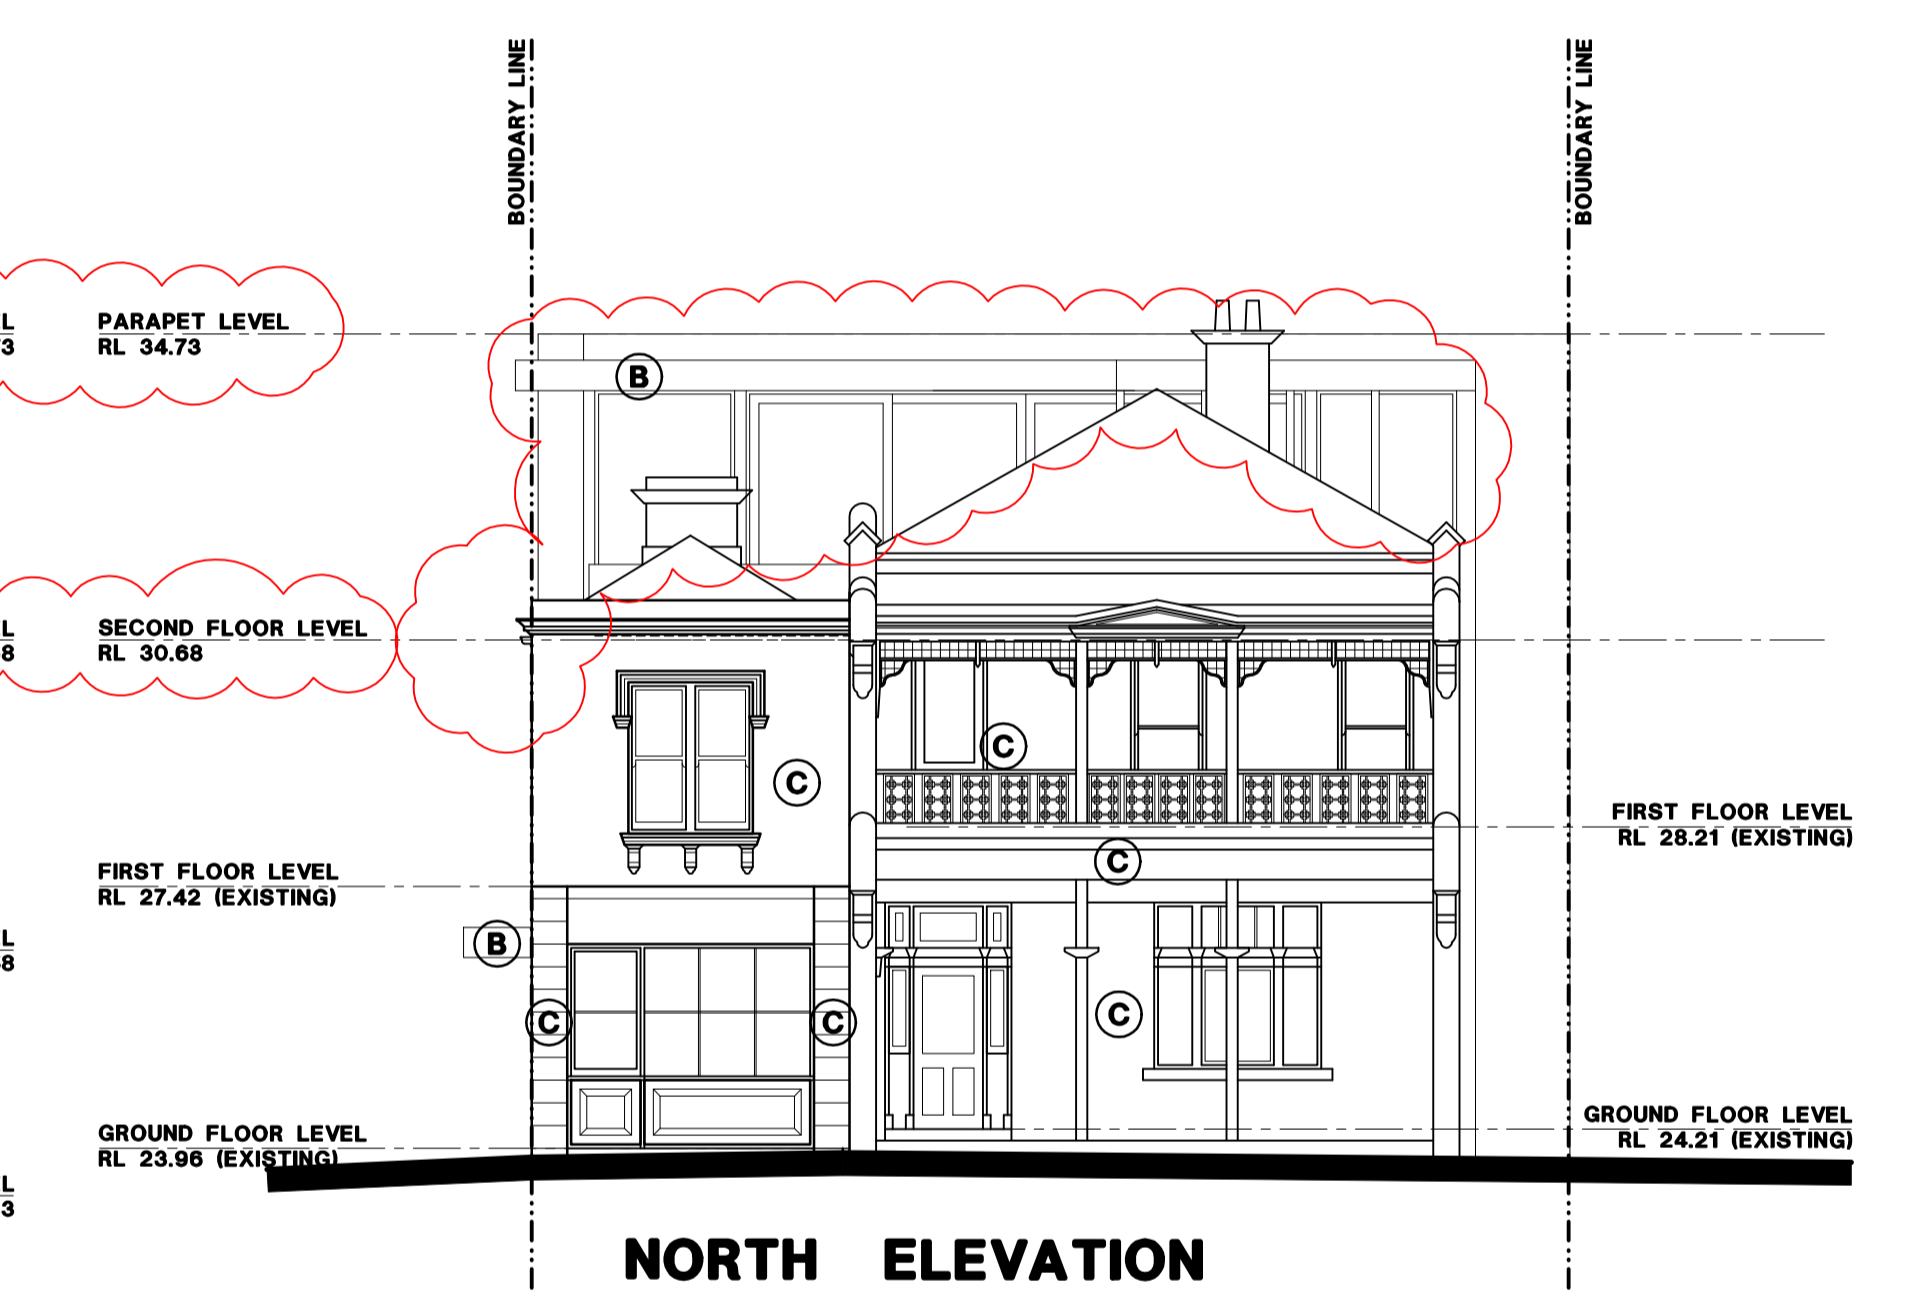 BOUNDARY LINE
BOUNDARY LINE
PARAPET LEVEL
RL 34.73
B
SECOND FLOOR LEVEL
RL 30.68
C
C
FIRST FLOOR LEVEL
RL 28.21 (EXISTING)
C
FIRST FLOOR LEVEL
RL 27.42 (EXISTING)
B
C
C
C
GROUND FLOOR LEVEL
RL 24.21 (EXISTING)
GROUND FLOOR LEVEL
RL 23.96 (EXISTING)
NORTH ELEVATION